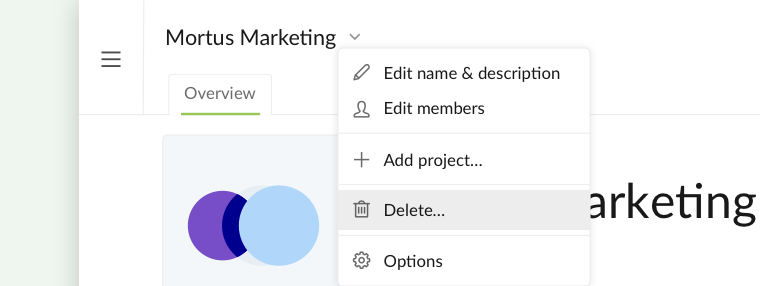 Mortus Marketing
Edit name & description
Overview
Edit members
Add project...
arketing
Delete...
Options